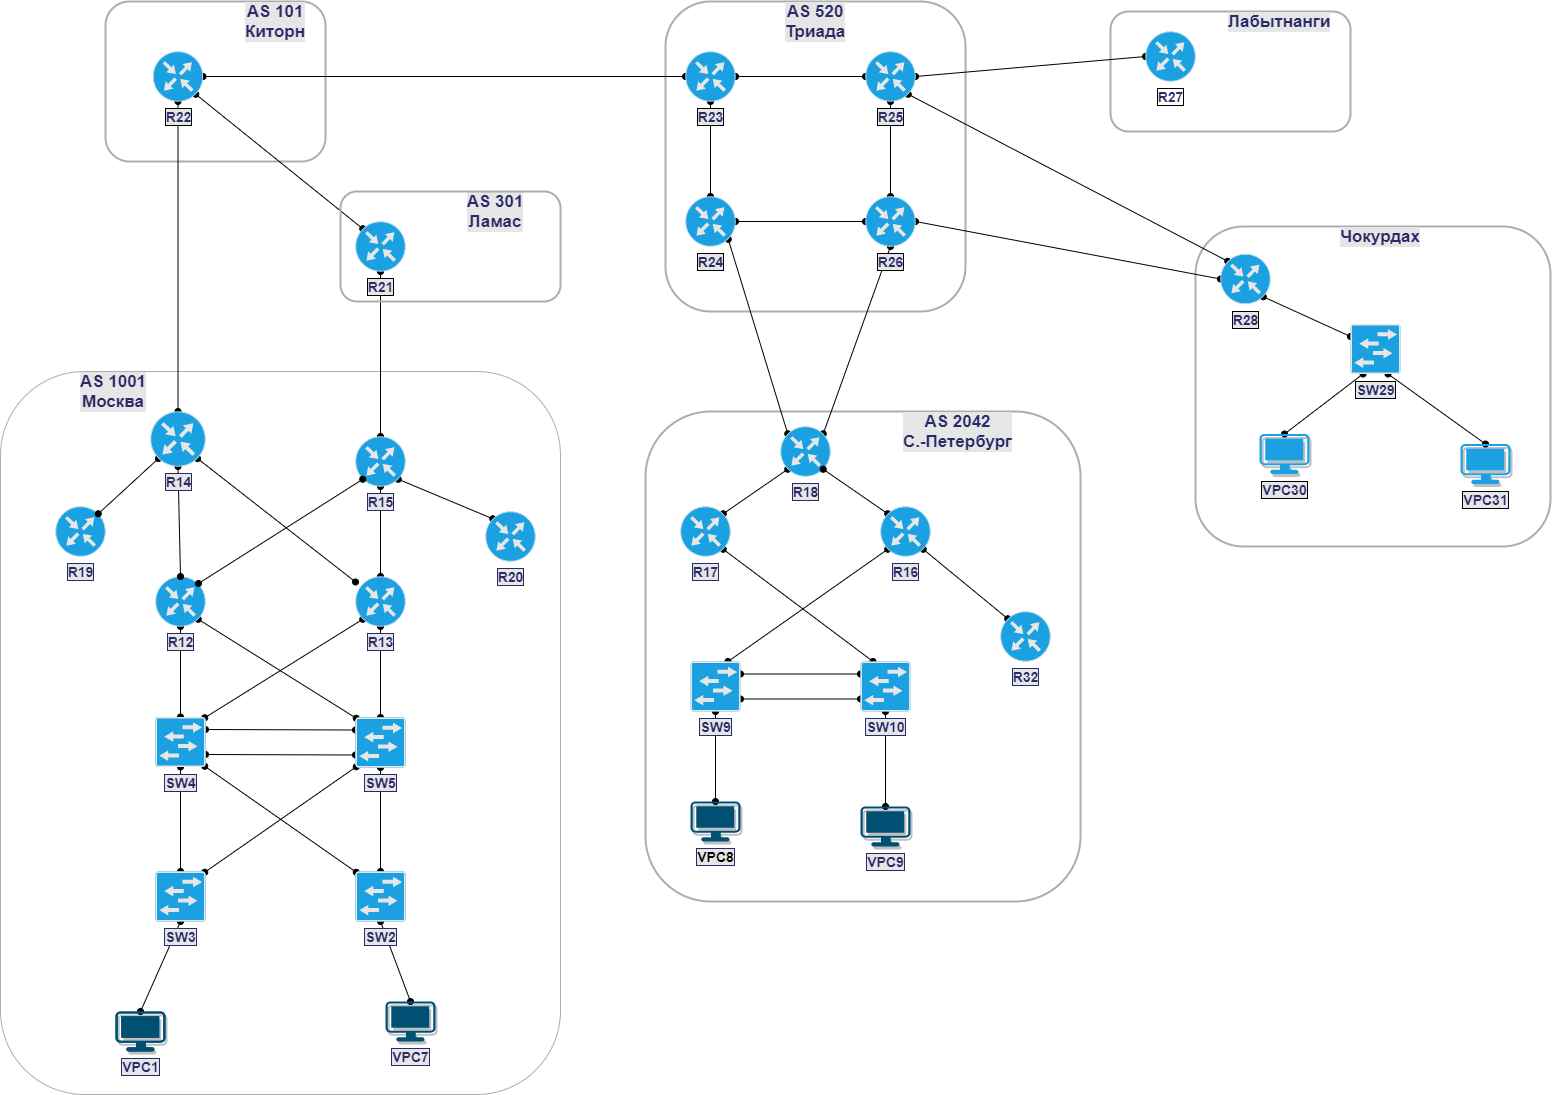 AS 101
Киторн
R22
AS 520
Триада
R23
R25
R24
R26
Лабытнанги
R27
AS 301
Ламас
R21
Чокурдах
R28
SW29
VPC30
VPC31
AS 1001
Москва
R14
R15
R19
R20
R12
R13
SW4
SW5
SW3
SW2
VPC1
VPC7
AS 2042
С.-Петербург
R18
R17
R16
R32
SW9
SW10
VPC8
VPC9